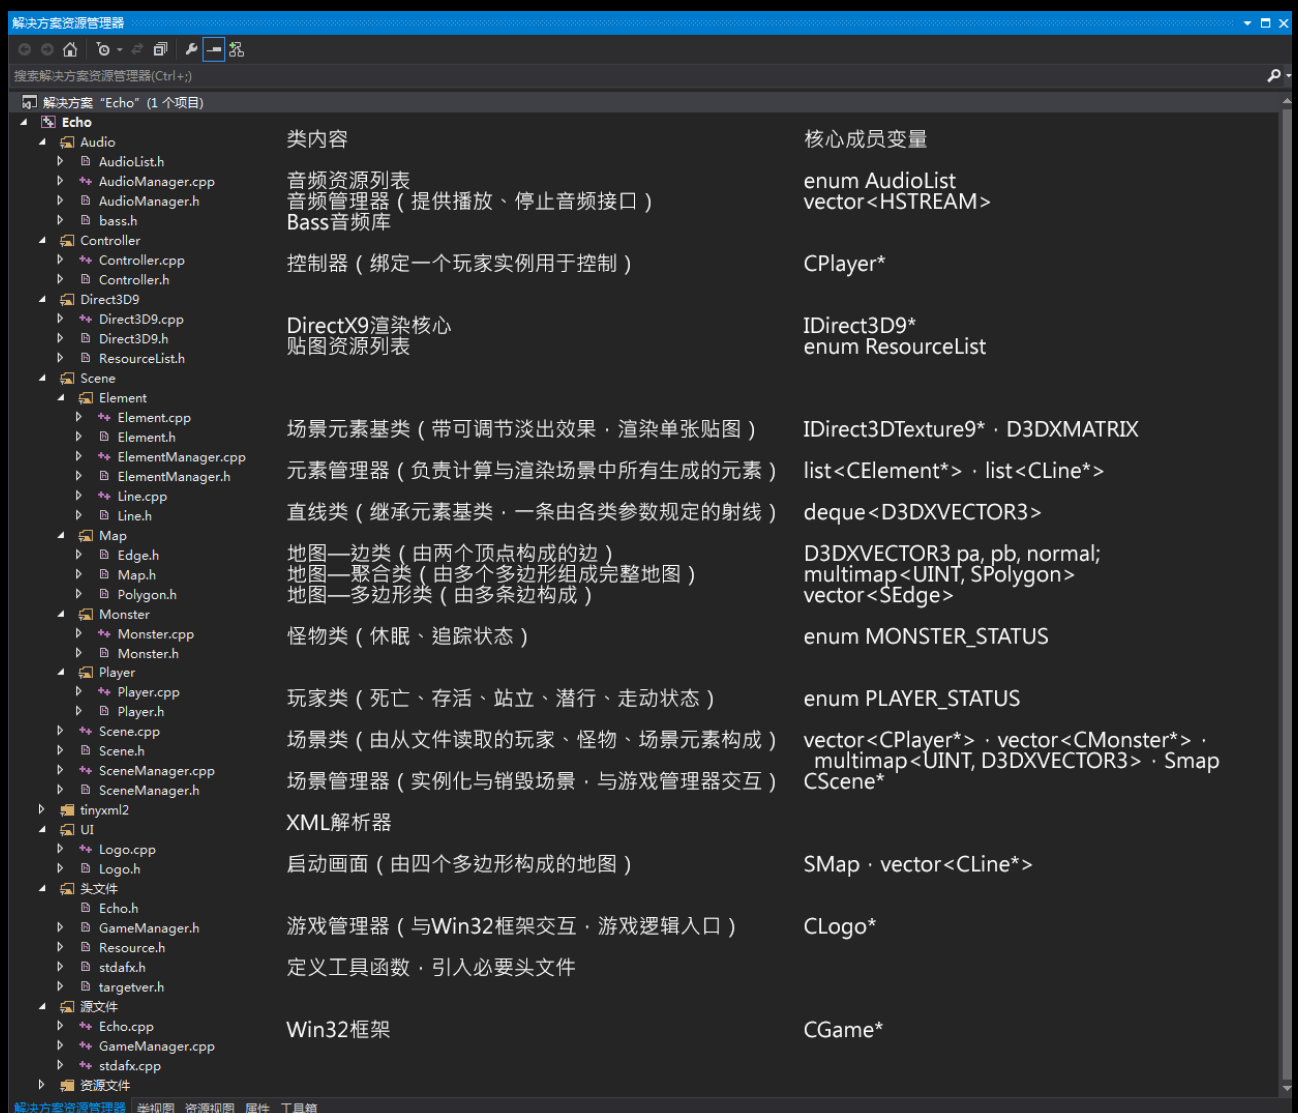 解决方案资源管理器
搜索解决方案资源管理器(Ctrl+;)
解决方案 “Echo” (1 个项目)
Echo
Audio 类内容 核心成员变量
AudioList.h 音频资源列表 enum AudioList
AudioManager.cpp
AudioManager.h 音频管理器（提供播放、停止音频接口） vector<HSTREAM>
bass.h Bass音频库
Controller
Controller.cpp 控制器（绑定一个玩家实例用于控制） CPlayer*
Controller.h
Direct3D9
Direct3D9.cpp DirectX9渲染核心 IDirect3D9*
Direct3D9.h 贴图资源列表 enum ResourceList
ResourceList.h
Scene
Element
Element.cpp 场景元素基类（带可调节淡出效果，渲染单张贴图） IDirect3DTexture9*，D3DXMATRIX
Element.h
ElementManager.cpp
ElementManager.h 元素管理器（负责计算与渲染场景中所有生成的元素） list<CElement*>，list<CLine*>
Line.cpp
Line.h 直线类（继承元素基类，一条由各类参数规定的射线） deque<D3DXVECTOR3>
Map
Edge.h 地图—边类（由两个顶点构成的边） D3DXVECTOR3 pa, pb, normal;
Map.h 地图—聚合类（由多个多边形组成完整地图） multimap<UINT, SPolygon>
Polygon.h 地图—多边形类（由多条边构成） vector<SEdge>
Monster
Monster.cpp 怪物类（休眠、追踪状态） enum MONSTER_STATUS
Monster.h
Player
Player.cpp 玩家类（死亡、存活、站立、潜行、走动状态） enum PLAYER_STATUS
Player.h
Scene.cpp 场景类（由从文件读取的玩家、怪物、场景元素构成） vector<CPlayer*>，vector<CMonster*>，
Scene.h multimap<UINT, D3DXVECTOR3>，Smap
SceneManager.cpp 场景管理器（实例化与销毁场景，与游戏管理器交互） CScene*
SceneManager.h
tinyxml2 XML解析器
UI
Logo.cpp 启动画面（由四个多边形构成的地图） SMap，vector<CLine*>
Logo.h
头文件
Echo.h
GameManager.h 游戏管理器（与Win32框架交互，游戏逻辑入口） CLogo*
Resource.h
stdafx.h 定义工具函数，引入必要头文件
targetver.h
源文件
Echo.cpp Win32框架 CGame*
GameManager.cpp
stdafx.cpp
资源文件
解决方案资源管理器 类视图 资源视图 属性 工具箱